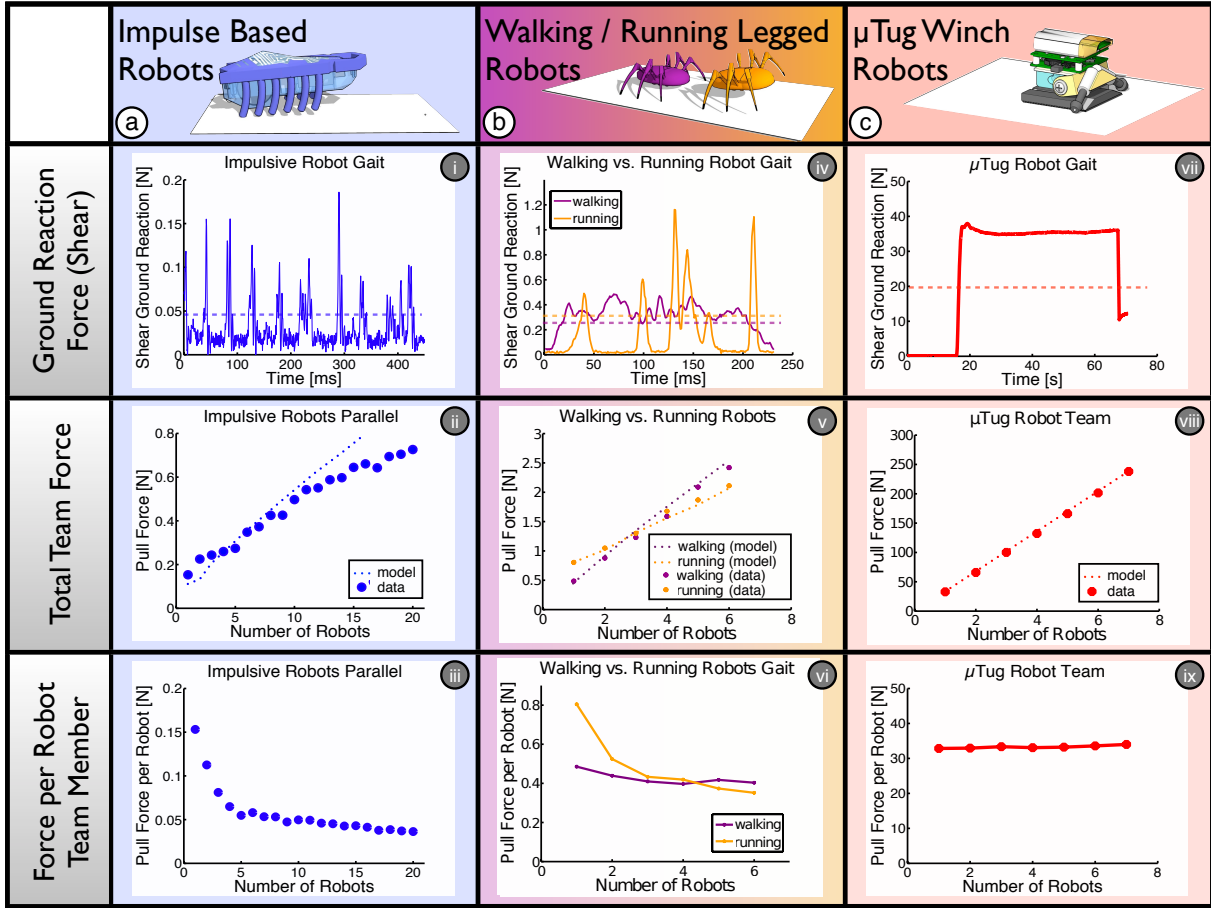 Impulse Based
Robots
a
Walking / Running Legged
Robots
b
µTug Winch
Robots
c
Ground Reaction
Force (Shear)
Impulsive Robot Gait
i
Shear Ground Reaction [N]
0.2
0.15
0.1
0.05
0
0 100 200 300 400
Time [ms]
Walking vs. Running Robot Gait
iv
walking
running
Shear Ground Reaction [N]
1.4
1.2
1
0.8
0.6
0.4
0.2
0
0 50 100 150 200 250
Time [ms]
µTug Robot Gait
vii
Shear Ground Reaction [N]
50
40
30
20
10
0
0 20 40 60 80
Time [s]
Total Team
Force
Impulsive Robots Parallel
ii
Pull Force [N]
0.8
0.6
0.4
0.2
0
model
data
0 5 10 15 20
Number of Robots
Walking vs. Running Robots
v
Pull Force [N]
3
2.5
2
1.5
1
0.5
0
walking (model)
running (model)
walking (data)
running (data)
0 2 4 6 8
Number of Robots
µTug Robot Team
viii
Pull Force [N]
300
250
200
150
100
50
0
model
data
0 2 4 6 8
Number of Robots
Force per Robot
Team Member
Impulsive Robots Parallel
iii
Pull Force per Robot [N]
0.2
0.15
0.1
0.05
0
0 5 10 15 20
Number of Robots
Walking vs. Running Robots Gait
vi
Pull Force per Robot [N]
0.8
0.6
0.4
0.2
0
walking
running
0 2 4 6
Number of Robots
µTug Robot Team
ix
Pull Force per Robot [N]
50
40
30
20
10
0
0 2 4 6 8
Number of Robots